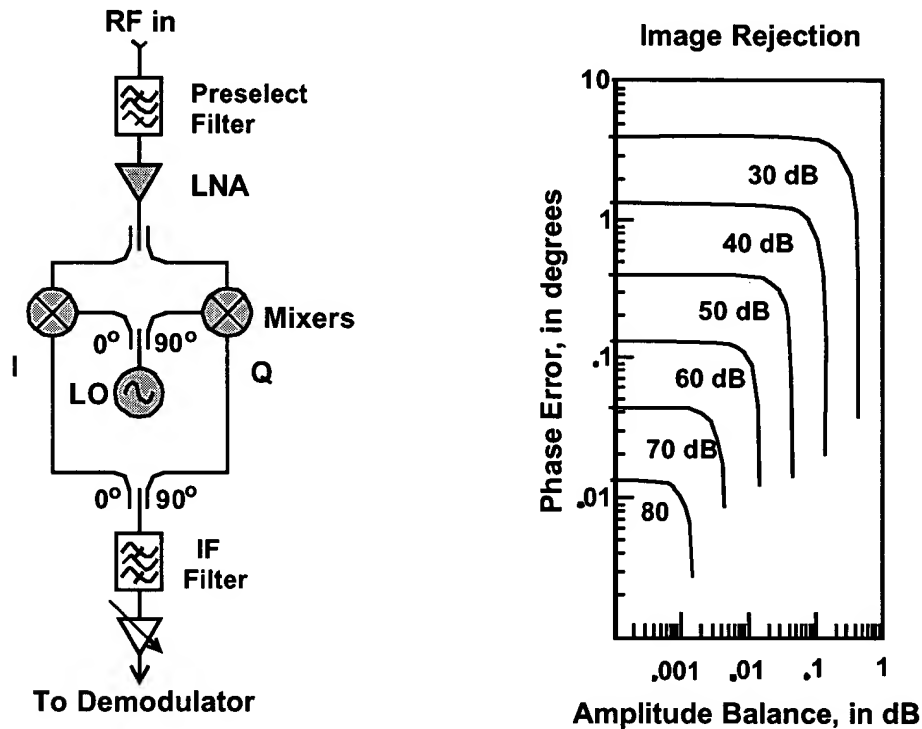 RF in
Preselect
Filter
LNA
Mixers
0° 90°
I
Q
LO
0° 90°
IF
Filter
To Demodulator
Image Rejection
10
1
.1
.01
Phase Error, in degrees
30 dB
40 dB
50 dB
60 dB
70 dB
80
.001 .01 .1 1
Amplitude Balance, in dB